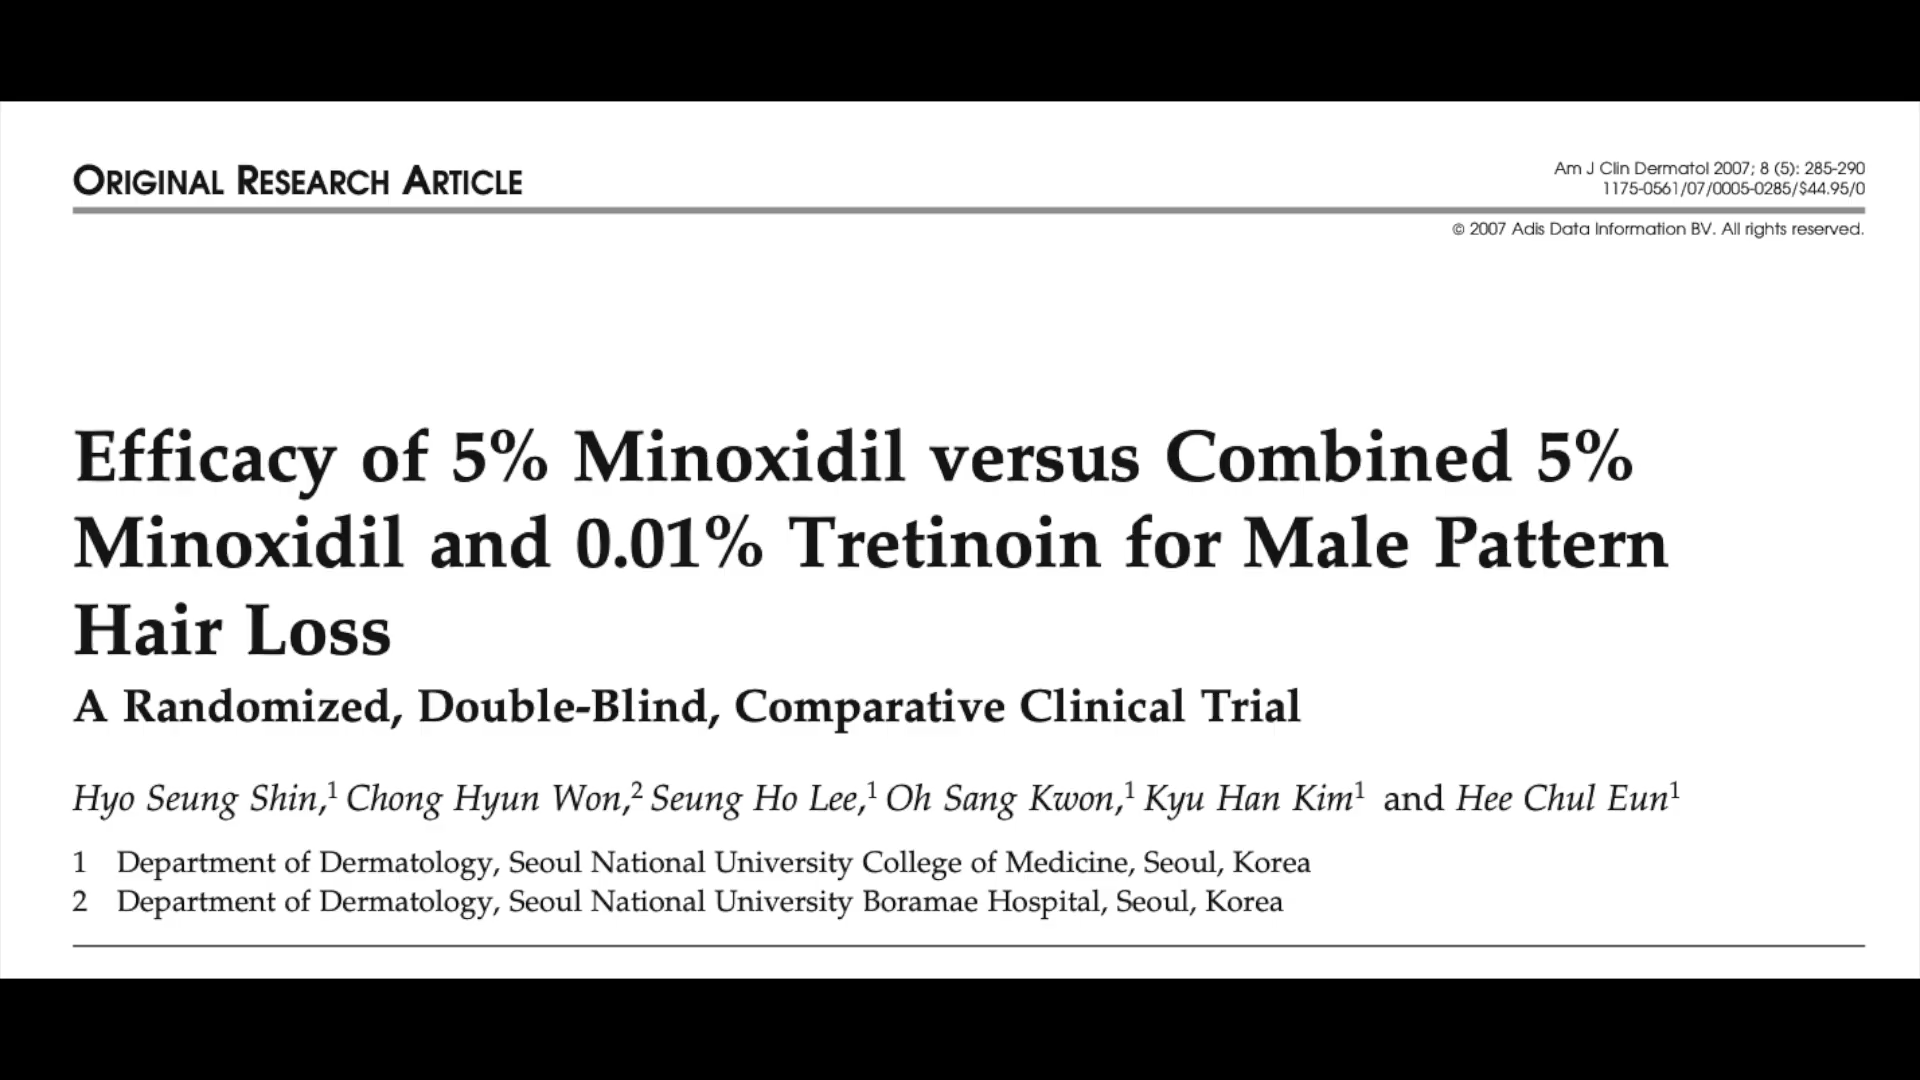 ORIGINAL RESEARCH ARTICLE
Am J Clin Dermatol 2007; 8 (5): 285-290
1175-0561/07/0005-0285/$44.95/0
© 2007 Adis Data Information BV. All rights reserved.
Efficacy of 5% Minoxidil versus Combined 5%
Minoxidil and 0.01% Tretinoin for Male Pattern
Hair Loss
A Randomized, Double-Blind, Comparative Clinical Trial
Hyo Seung Shin,1 Chong Hyun Won,2 Seung Ho Lee,1 Oh Sang Kwon,1 Kyu Han Kim1 and Hee Chul Eun1
1 Department of Dermatology, Seoul National University College of Medicine, Seoul, Korea
2 Department of Dermatology, Seoul National University Boramae Hospital, Seoul, Korea